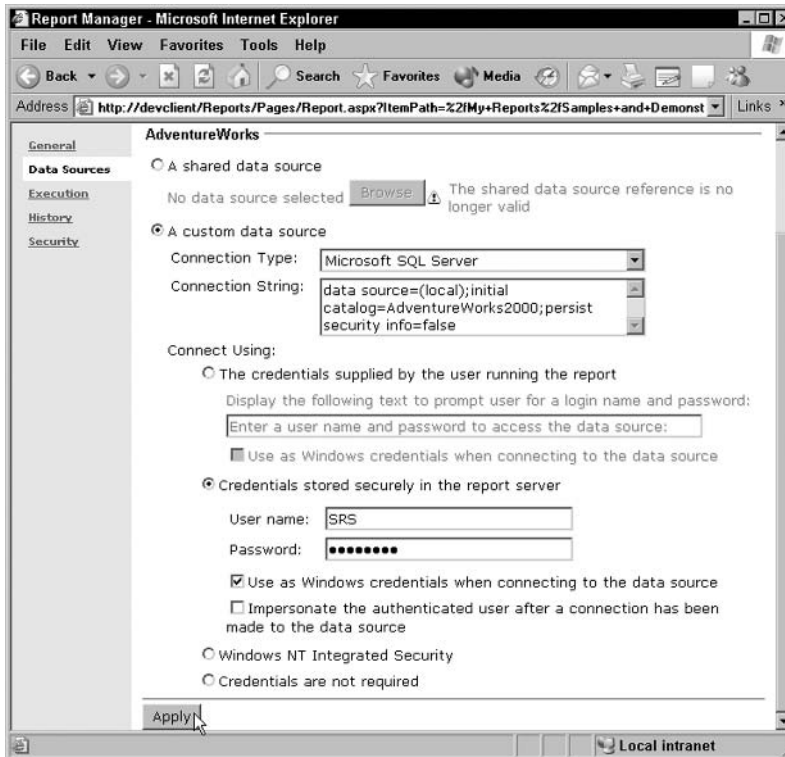 Report Manager - Microsoft Internet Explorer
File Edit View Favorites Tools Help
Back Search Favorites Media
Address http://devclient/Reports/Pages/Report.aspx?ItemPath=%2fMy+Reports%2fSamples+and+Demonst Links »
General
Data Sources
Execution
History
Security
AdventureWorks
A shared data source
No data source selected Browse The shared data source reference is no
longer valid
A custom data source
Connection Type: Microsoft SQL Server
Connection String: data source=(local);initial
catalog=AdventureWorks2000;persist
security info=false
Connect Using:
The credentials supplied by the user running the report
Display the following text to prompt user for a login name and password:
Enter a user name and password to access the data source:
Use as Windows credentials when connecting to the data source
Credentials stored securely in the report server
User name: SRS
Password: ••••••••
Use as Windows credentials when connecting to the data source
Impersonate the authenticated user after a connection has been
made to the data source
Windows NT Integrated Security
Credentials are not required
Apply
Local intranet